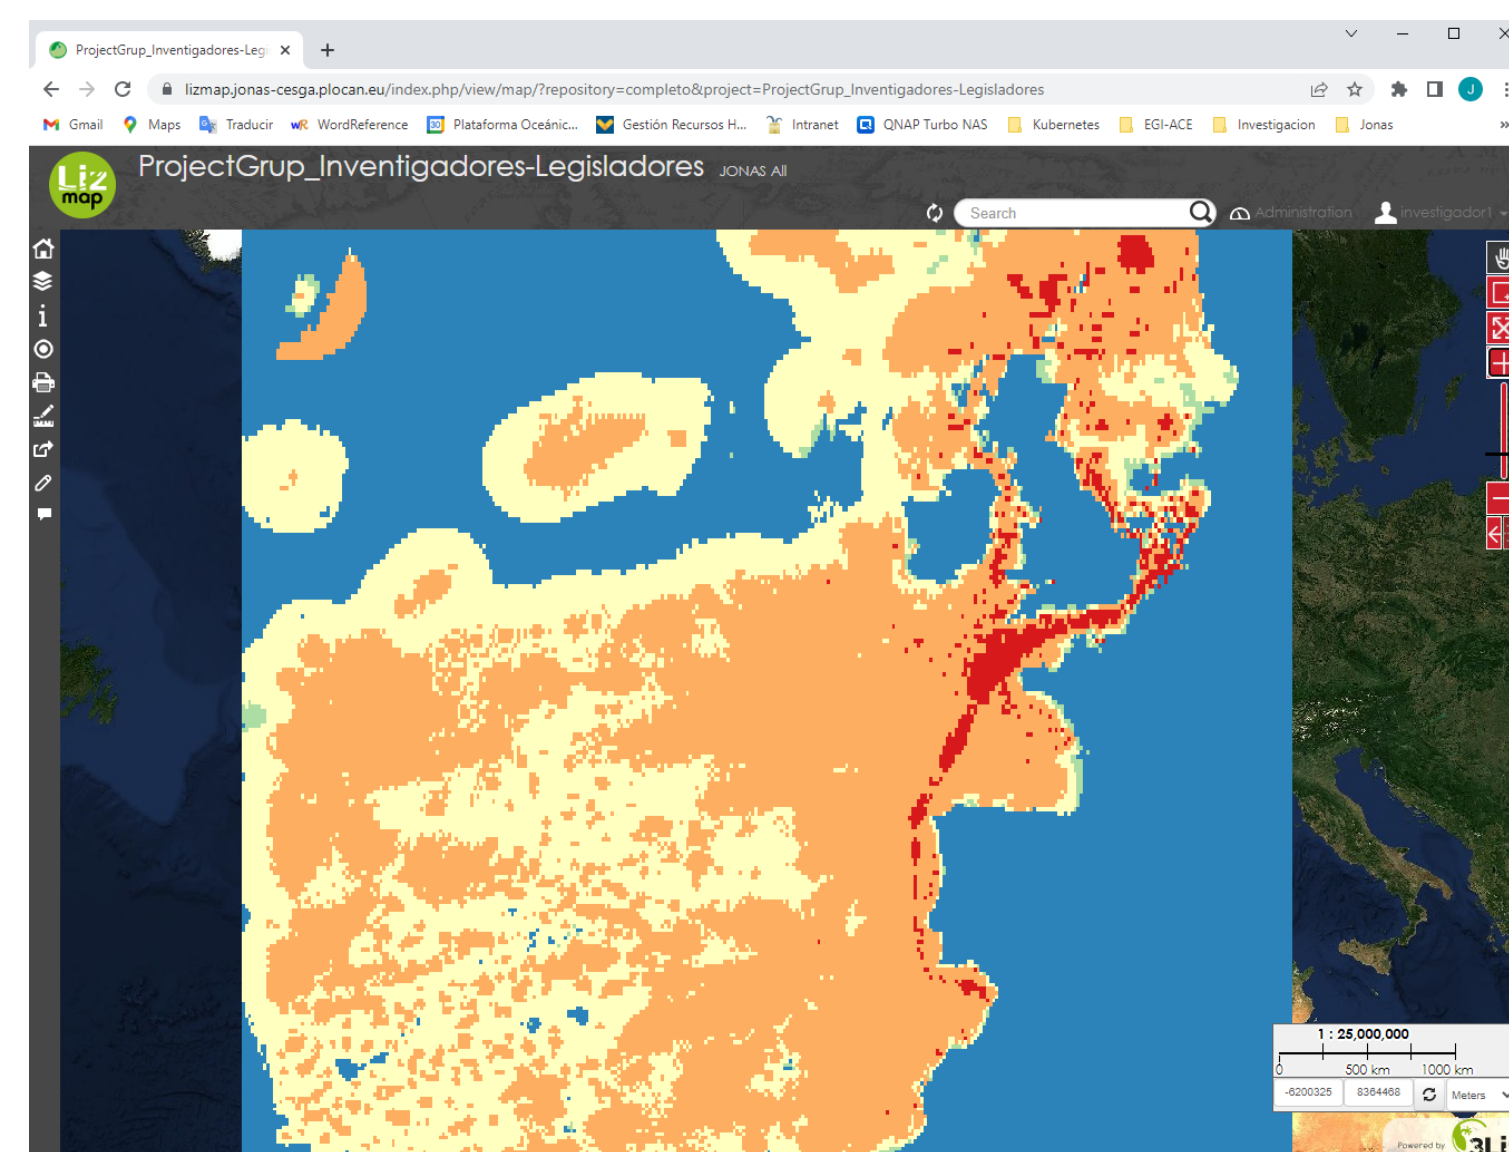 ProjectGrup_Inventigadores-Legi
lizmap.jonas-cesga.plocan.eu/index.php/view/map/?repository=completo&project=ProjectGrup_Inventigadores-Legisladores
Gmail Maps Traducir WordReference Plataforma Oceánic... Gestión Recursos H... Intranet QNAP Turbo NAS Kubernetes EGI-ACE Investigacion Jonas
J
Liz map
ProjectGrup_Inventigadores-Legisladores JONAS All
Search Administration investigador1
1 : 25,000,000
0 500 km 1000 km
-6200325 8364468 Meters
Powered by 3Li